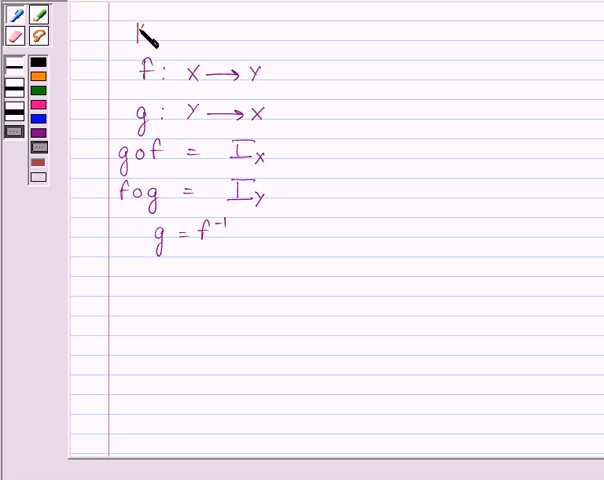 f : X → Y
g : Y → X
gof = I_X
fog = I_Y
g = f⁻¹